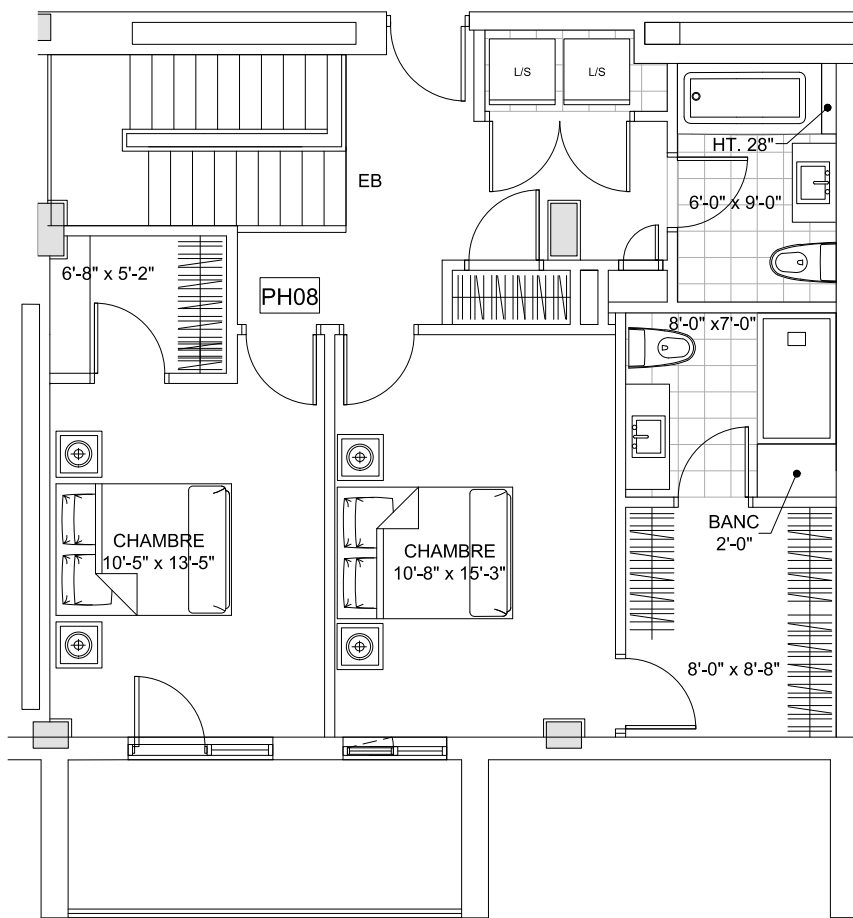 L/S
L/S
HT. 28"
EB
6'-0" x 9'-0"
6'-8" x 5'-2"
PH08
8'-0" x7'-0"
BANC
2'-0"
CHAMBRE
10'-5" x 13'-5"
CHAMBRE
10'-8" x 15'-3"
8'-0" x 8'-8"